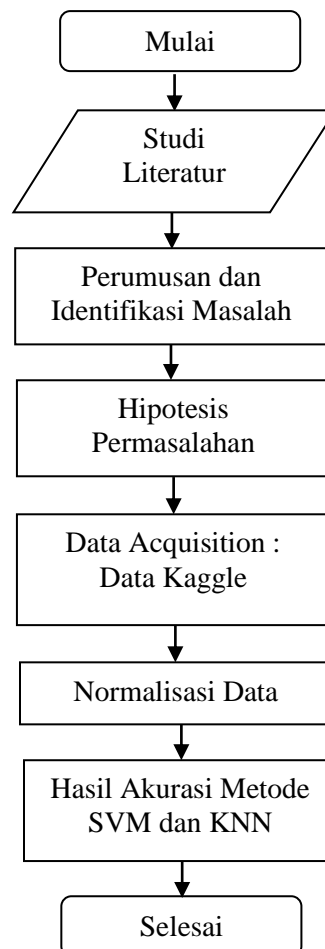 Mulai
Studi
Literatur
Perumusan dan
Identifikasi Masalah
Hipotesis
Permasalahan
Data Acquisition :
Data Kaggle
Normalisasi Data
Hasil Akurasi Metode
SVM dan KNN
Selesai